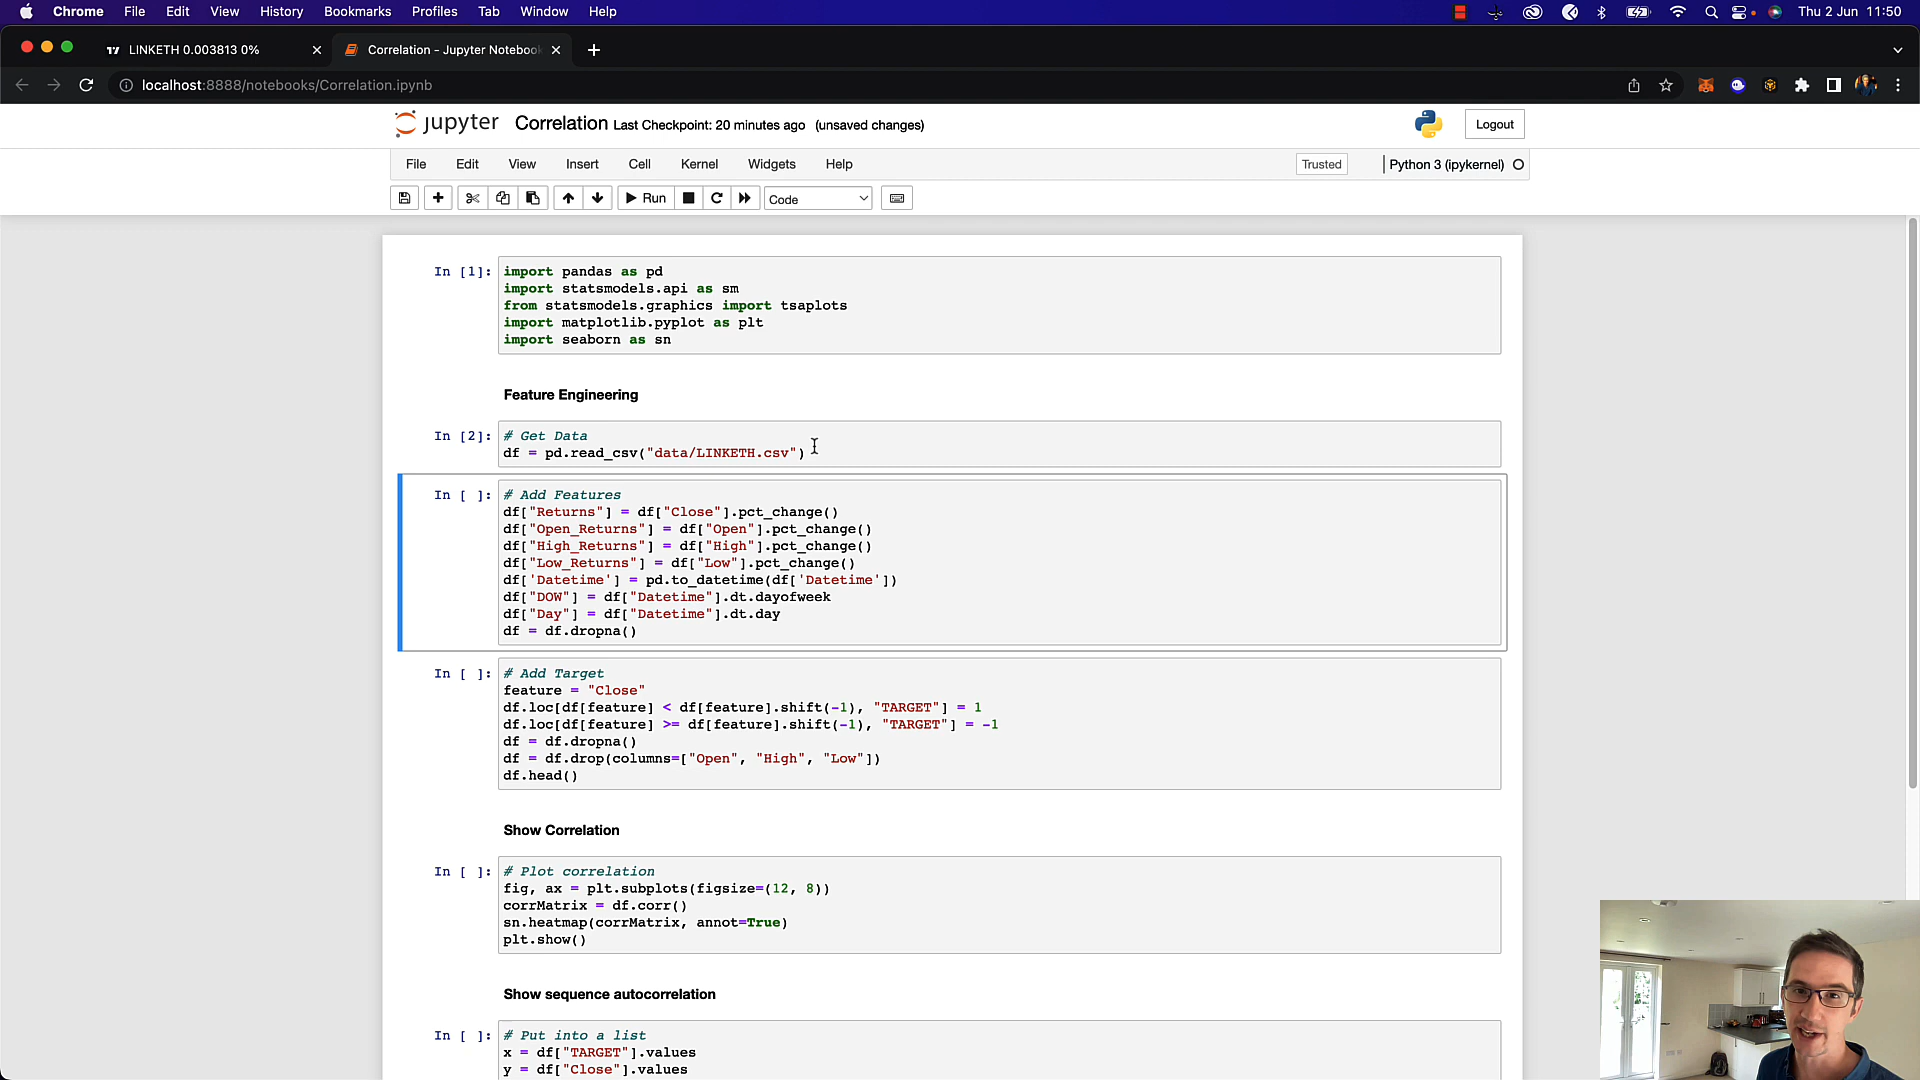 Chrome File Edit View History Bookmarks Profiles Tab Window Help Thu 2 Jun 11:50
LINKETH 0.003813 0% Correlation - Jupyter Notebook
localhost:8888/notebooks/Correlation.ipynb
jupyter Correlation Last Checkpoint: 20 minutes ago (unsaved changes) Logout
File Edit View Insert Cell Kernel Widgets Help Trusted Python 3 (ipykernel)
Run Code
In [1]: import pandas as pd
import statsmodels.api as sm
from statsmodels.graphics import tsaplots
import matplotlib.pyplot as plt
import seaborn as sn
Feature Engineering
In [2]: # Get Data
df = pd.read_csv("data/LINKETH.csv")
In [ ]: # Add Features
df["Returns"] = df["Close"].pct_change()
df["Open_Returns"] = df["Open"].pct_change()
df["High_Returns"] = df["High"].pct_change()
df["Low_Returns"] = df["Low"].pct_change()
df['Datetime'] = pd.to_datetime(df['Datetime'])
df["DOW"] = df["Datetime"].dt.dayofweek
df["Day"] = df["Datetime"].dt.day
df = df.dropna()
In [ ]: # Add Target
feature = "Close"
df.loc[df[feature] < df[feature].shift(-1), "TARGET"] = 1
df.loc[df[feature] >= df[feature].shift(-1), "TARGET"] = -1
df = df.dropna()
df = df.drop(columns=["Open", "High", "Low"])
df.head()
Show Correlation
In [ ]: # Plot correlation
fig, ax = plt.subplots(figsize=(12, 8))
corrMatrix = df.corr()
sn.heatmap(corrMatrix, annot=True)
plt.show()
Show sequence autocorrelation
In [ ]: # Put into a list
x = df["TARGET"].values
y = df["Close"].values